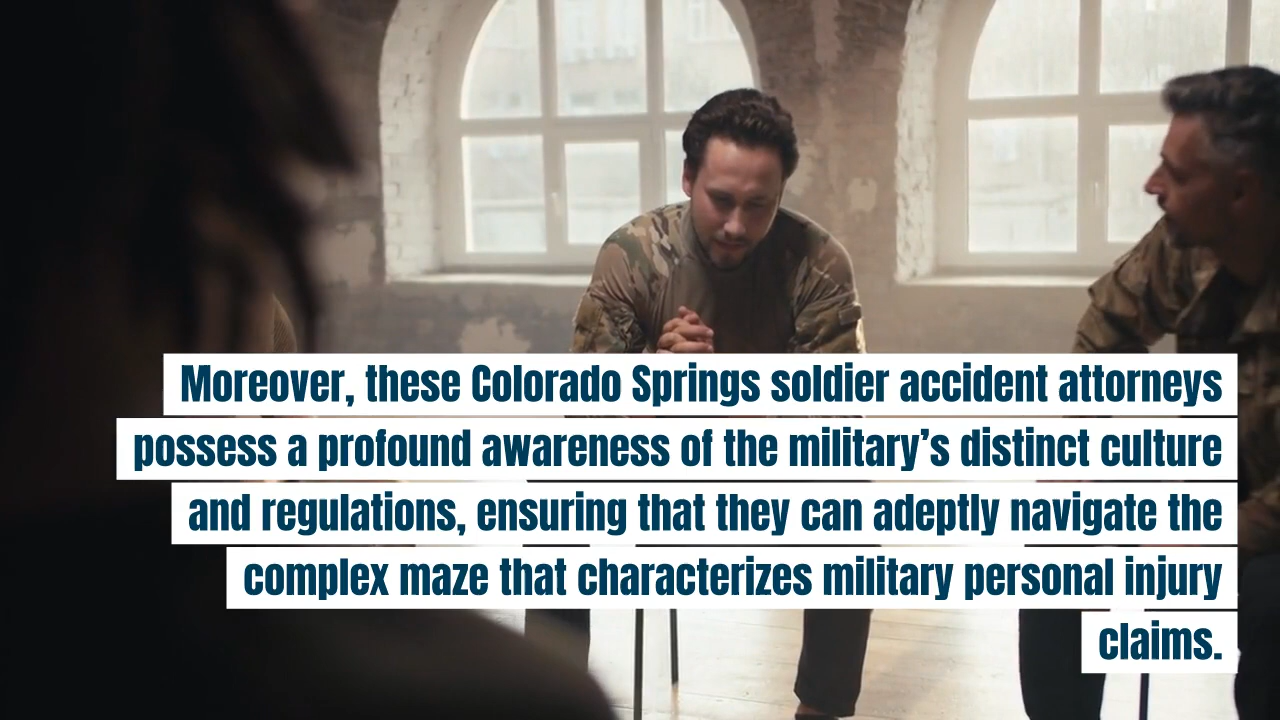 Moreover, these Colorado Springs soldier accident attorneys
possess a profound awareness of the military’s distinct culture
and regulations, ensuring that they can adeptly navigate the
complex maze that characterizes military personal injury
claims.